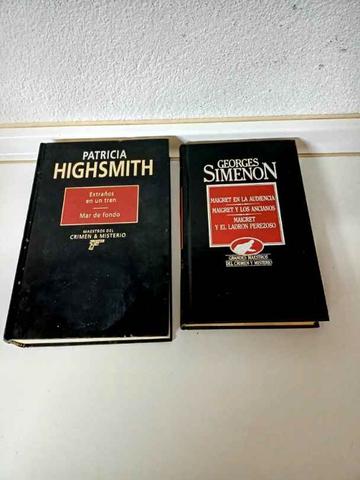 PATRICIA
HIGHSMITH
Extraños
en un tren
Mar de fondo
MAESTROS DEL
CRIMEN & MISTERIO
GEORGES
SIMENON
MAIGRET EN LA AUDIENCIA
MAIGRET Y LOS ANCIANOS
MAIGRET
Y EL LADRON PEREZOSO
GRANDES MAESTROS
DEL CRIMEN Y MISTERIO